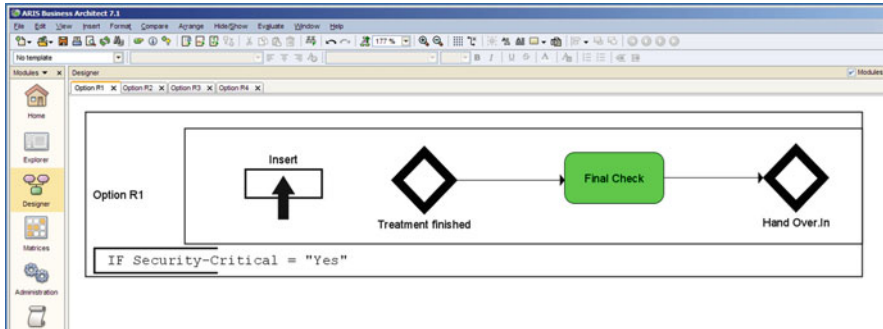 ARIS Business Architect 7.1
File Edit View Insert Format Compare Arrange Hide/Show Evaluate Window Help
177 %
No template
B I U S A
Modules Designer Modules
Option R1 X Option R2 X Option R3 X Option R4 X
Home
Explorer
Designer
Matrices
Administration
Insert
Option R1
Treatment finished
Final Check
Hand Over.In
IF Security-Critical = "Yes"